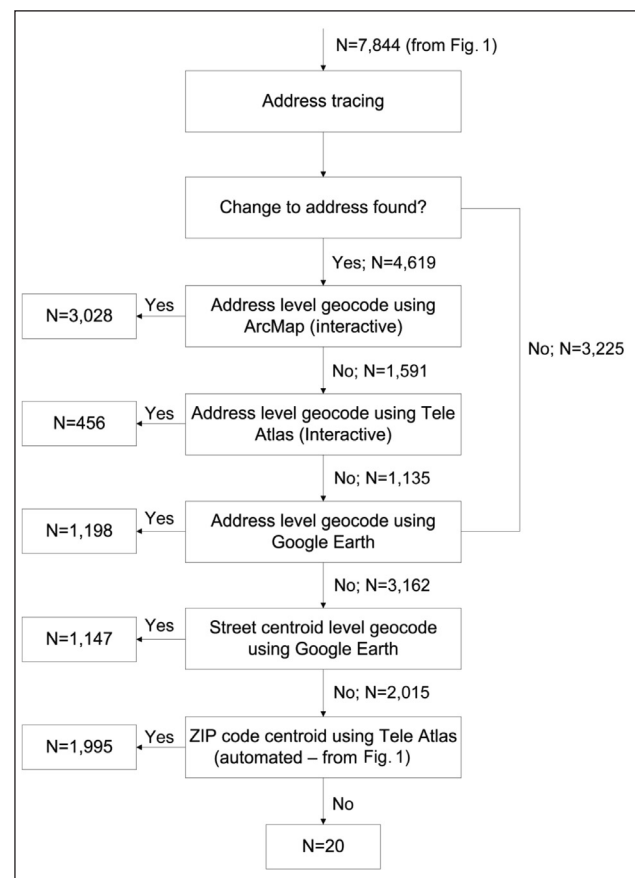 N=7,844 (from Fig. 1)
Address tracing
Change to address found?
Yes; N=4,619
No; N=3,225
Address level geocode using
ArcMap (interactive)
Yes
N=3,028
No; N=1,591
Address level geocode using Tele
Atlas (Interactive)
Yes
N=456
No; N=1,135
Address level geocode using
Google Earth
Yes
N=1,198
No; N=3,162
Street centroid level geocode
using Google Earth
Yes
N=1,147
No; N=2,015
ZIP code centroid using Tele Atlas
(automated – from Fig. 1)
Yes
N=1,995
No
N=20